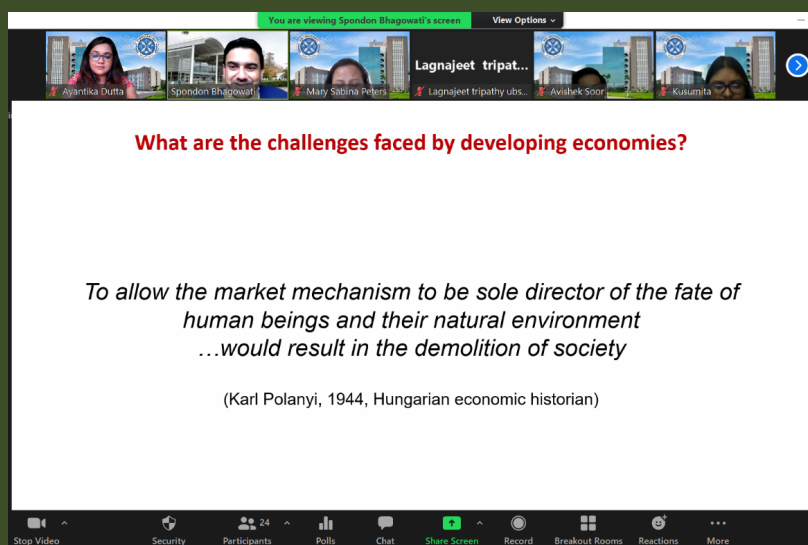 You are viewing Spondon Bhagowati's screen
View Options
Ayantika Dutta
Spondon Bhagowati
Mary Sabina Peters
Lagnajeet tripat...
Lagnajeet tripathy ubs...
Avishek Soor
Kusumita
What are the challenges faced by developing economies?
To allow the market mechanism to be sole director of the fate of
human beings and their natural environment
...would result in the demolition of society
(Karl Polanyi, 1944, Hungarian economic historian)
Stop Video
Security
24
Participants
Polls
Chat
Share Screen
Record
Breakout Rooms
Reactions
More